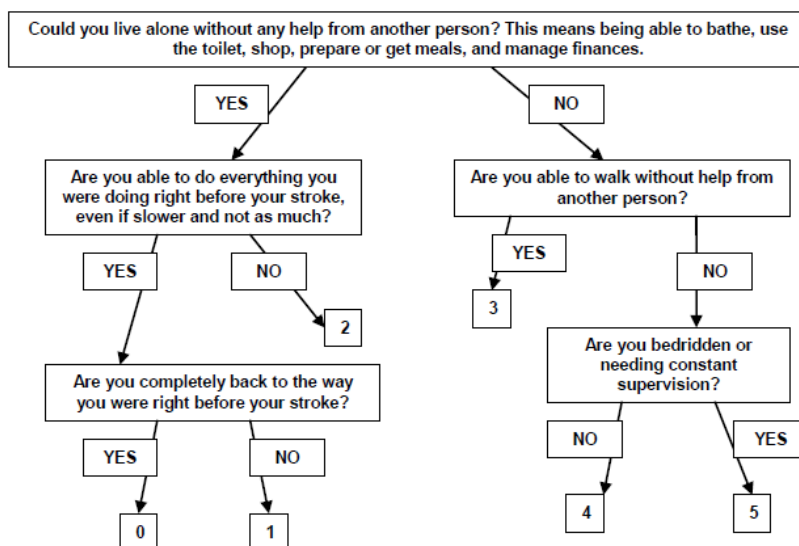 Could you live alone without any help from another person? This means being able to bathe, use
the toilet, shop, prepare or get meals, and manage finances.
YES
NO
Are you able to do everything you
were doing right before your stroke,
even if slower and not as much?
Are you able to walk without help from
another person?
YES
NO
YES
NO
2
3
Are you bedridden or
needing constant
supervision?
Are you completely back to the way
you were right before your stroke?
YES
NO
NO
YES
0
1
4
5